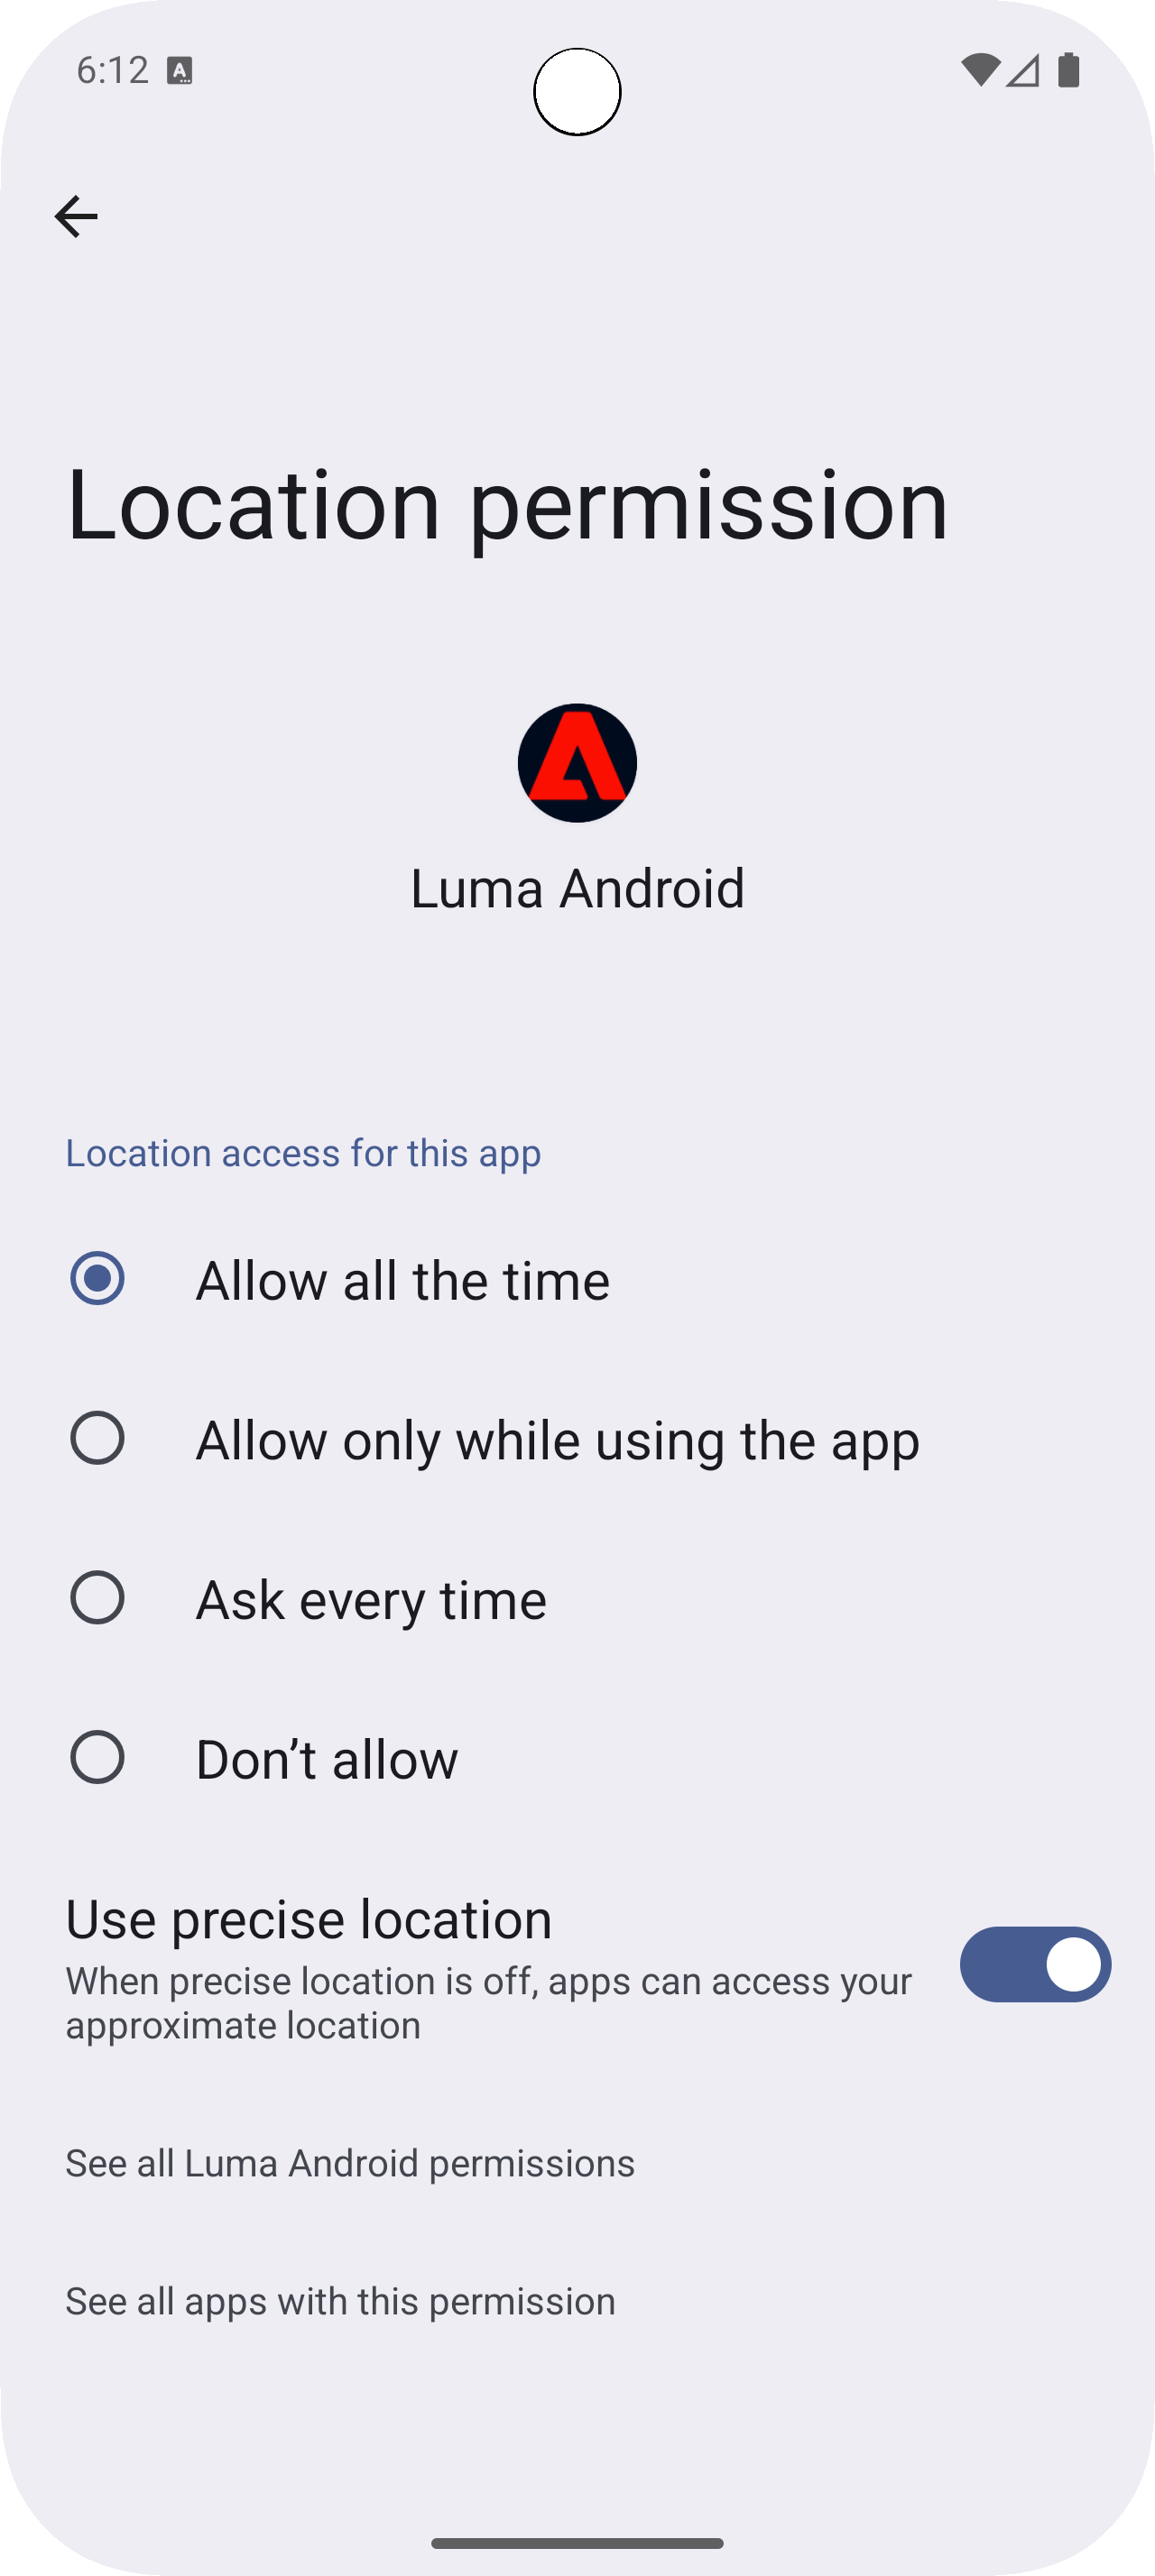 6:12
Location permission
Luma Android
Location access for this app
Allow all the time
Allow only while using the app
Ask every time
Don’t allow
Use precise location
When precise location is off, apps can access your
approximate location
See all Luma Android permissions
See all apps with this permission